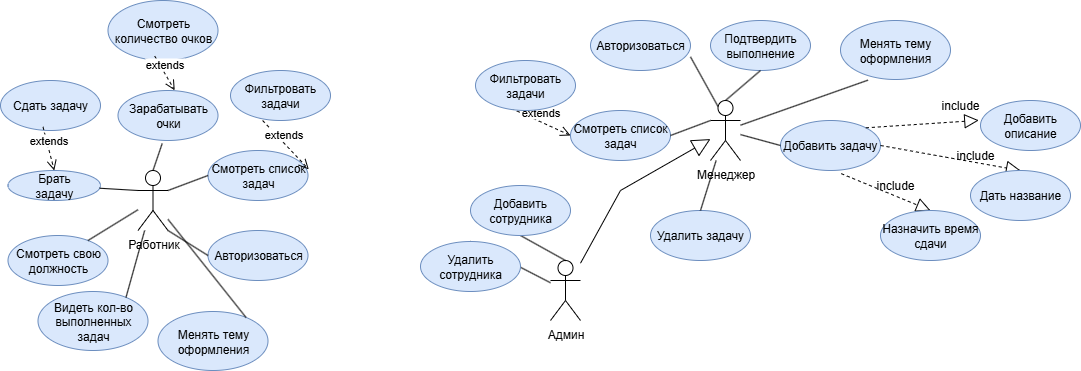 Смотреть
количество очков
extends
Сдать задачу
extends
Зарабатывать
очки
Фильтровать
задачи
extends
Брать
задачу
Смотреть список
задач
Работник
Смотреть свою
должность
Авторизоваться
Видеть кол-во
выполненных
задач
Менять тему
оформления
Авторизоваться
Подтвердить
выполнение
Менять тему
оформления
Фильтровать
задачи
extends
Смотреть список
задач
Менеджер
Добавить задачу
include
Добавить
описание
include
Дать название
include
Назначить время
сдачи
Удалить задачу
Добавить
сотрудника
Удалить
сотрудника
Админ